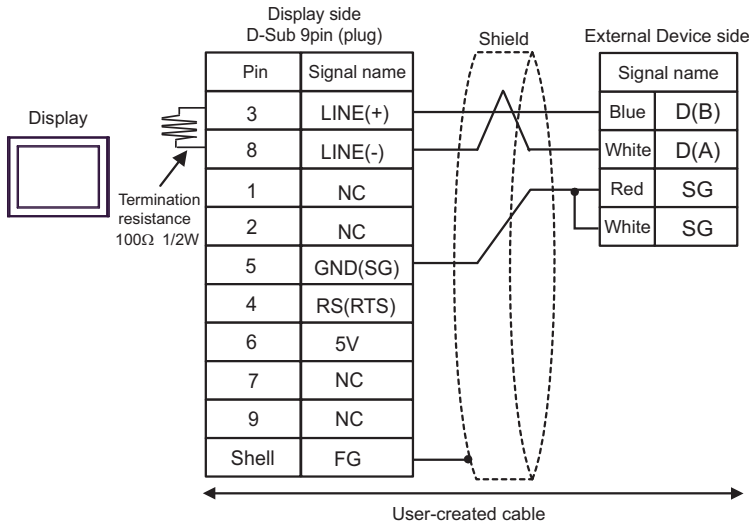 Display side
D-Sub 9pin (plug)
Shield
External Device side
Pin Signal name
Signal name
Display
3 LINE(+)
Blue D(B)
8 LINE(-)
White D(A)
Termination
resistance
100Ω 1/2W
1 NC
Red SG
2 NC
White SG
5 GND(SG)
4 RS(RTS)
6 5V
7 NC
9 NC
Shell FG
User-created cable